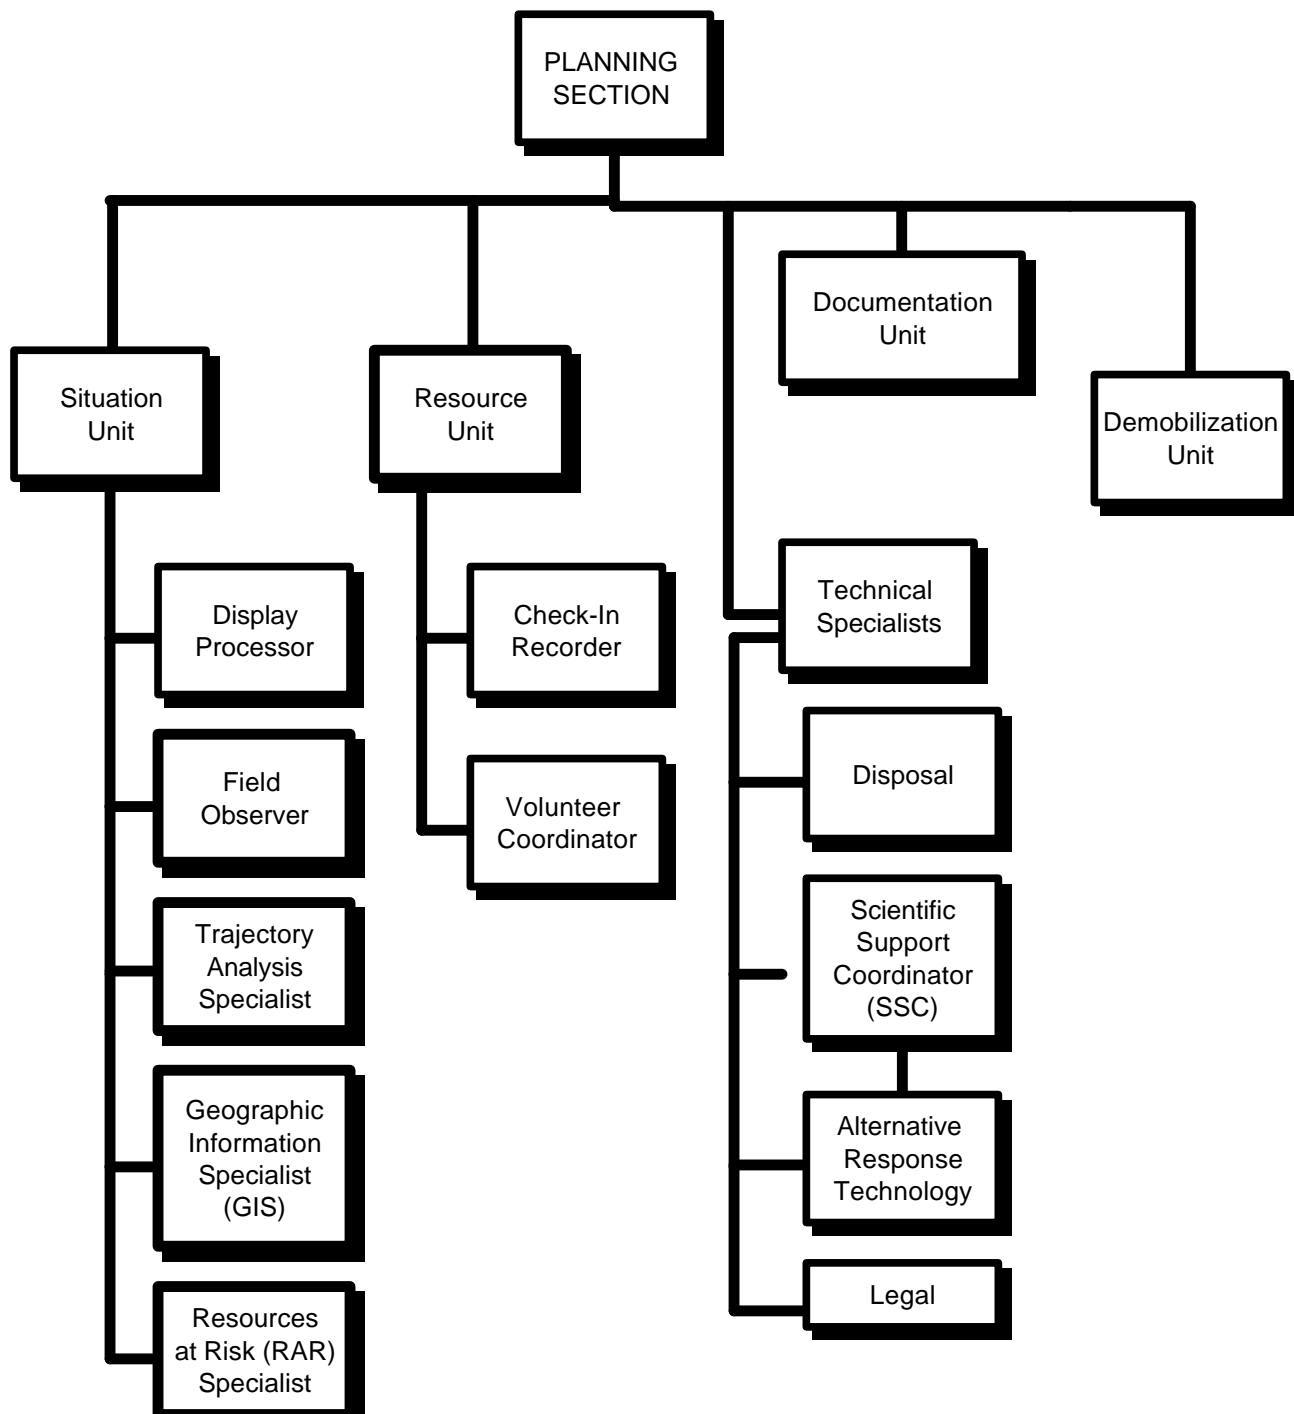 PLANNING
SECTION
Documentation
Unit
Situation
Unit
Resource
Unit
Demobilization
Unit
Display
Processor
Check-In
Recorder
Technical
Specialists
Field
Observer
Volunteer
Coordinator
Disposal
Trajectory
Analysis
Specialist
Scientific
Support
Coordinator
(SSC)
Geographic
Information
Specialist
(GIS)
Alternative
Response
Technology
Resources
at Risk (RAR)
Specialist
Legal